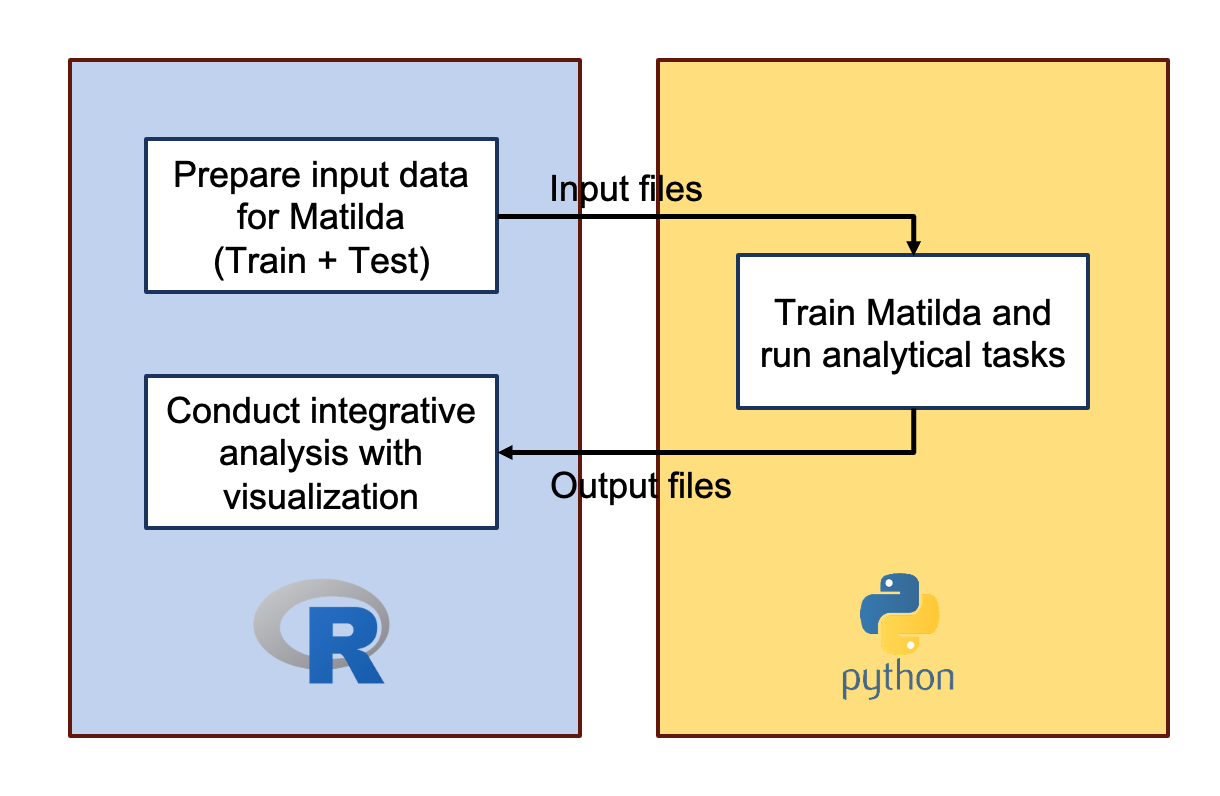 Prepare input data
for Matilda
(Train + Test)
Input files
Train Matilda and
run analytical tasks
Conduct integrative
analysis with
visualization
Output files
R
python